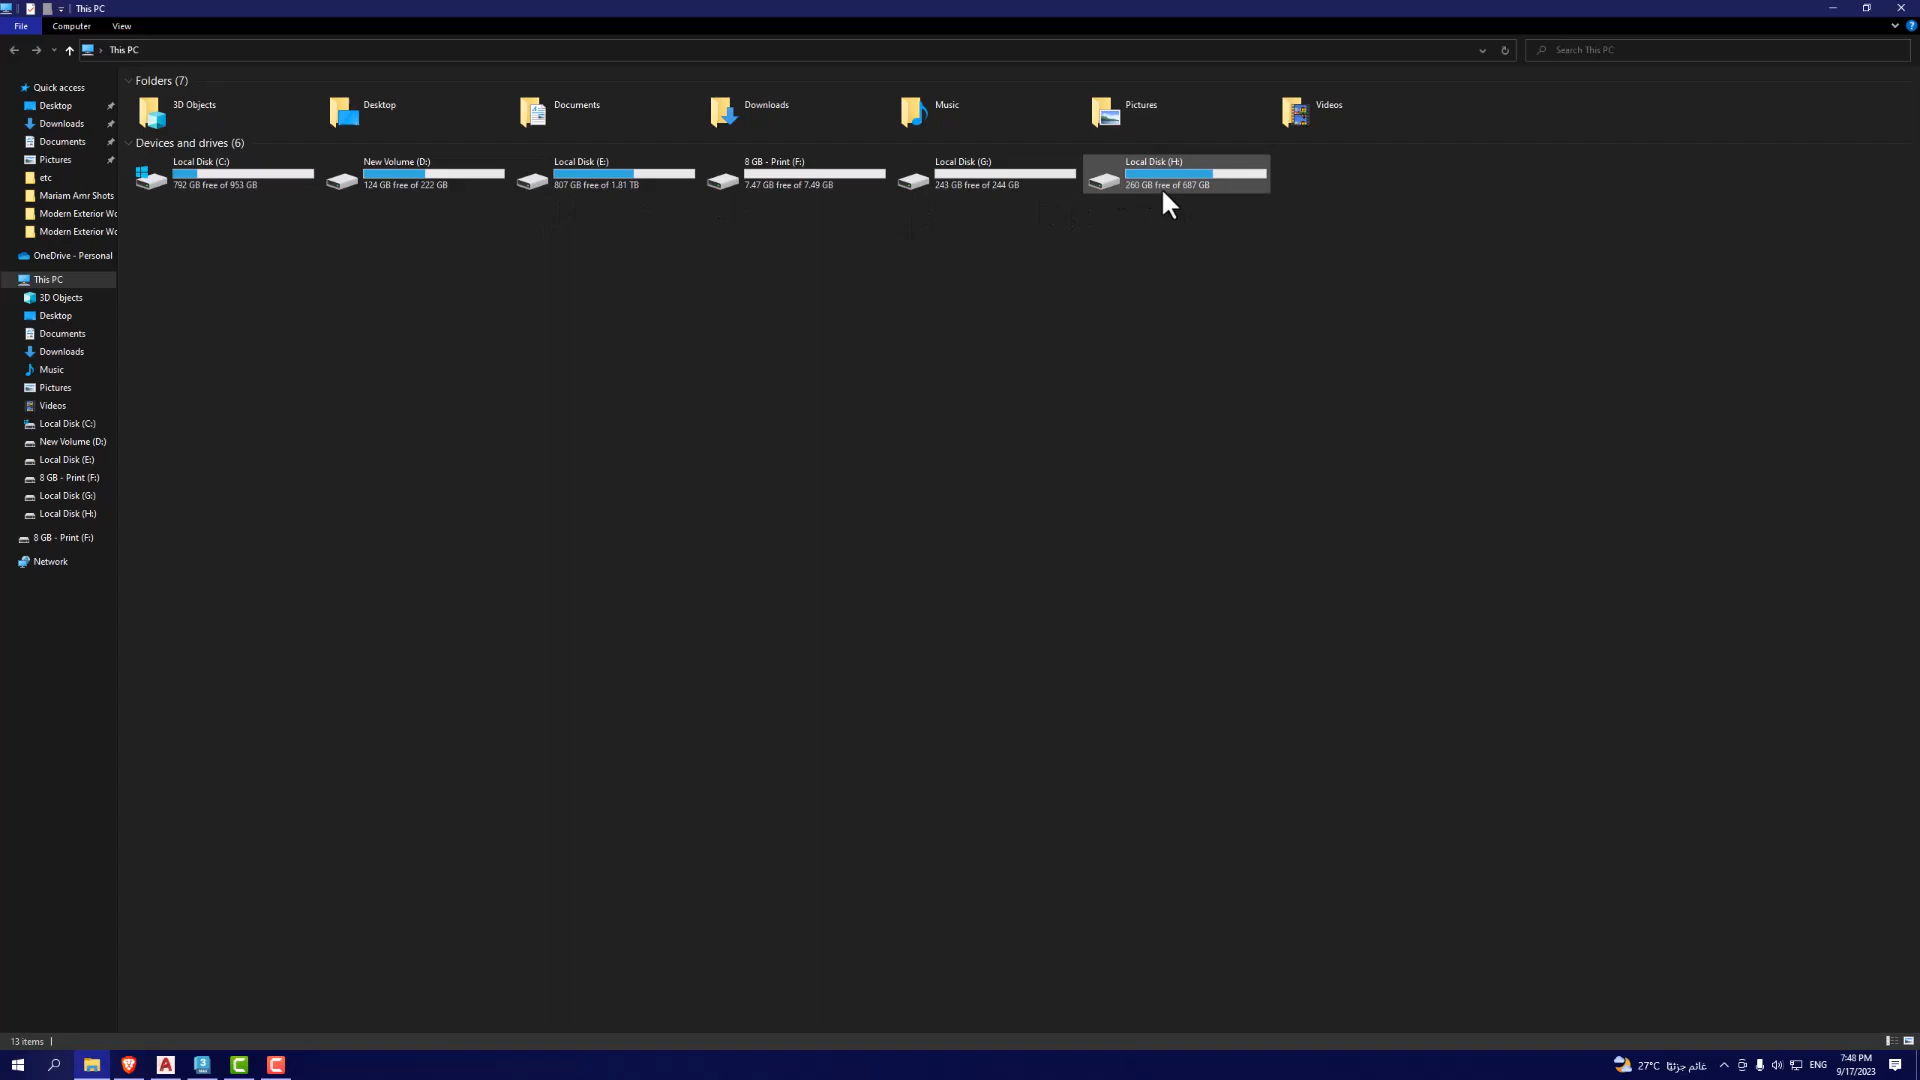 This PC
File Computer View
This PC
Search This PC
Quick access
Desktop
Downloads
Documents
Pictures
etc
Mariam Amr Shots
Modern Exterior Wo
Modern Exterior Wo
OneDrive - Personal
This PC
3D Objects
Desktop
Documents
Downloads
Music
Pictures
Videos
Local Disk (C:)
New Volume (D:)
Local Disk (E:)
8 GB - Print (F:)
Local Disk (G:)
Local Disk (H:)
8 GB - Print (F:)
Network
Folders (7)
3D Objects Desktop Documents Downloads Music Pictures Videos
Devices and drives (6)
Local Disk (C:)
792 GB free of 953 GB
New Volume (D:)
124 GB free of 222 GB
Local Disk (E:)
807 GB free of 1.81 TB
8 GB - Print (F:)
7.47 GB free of 7.49 GB
Local Disk (G:)
243 GB free of 244 GB
Local Disk (H:)
260 GB free of 687 GB
13 items
27°C غائم جزئيًا
ENG
7:48 PM
9/17/2023